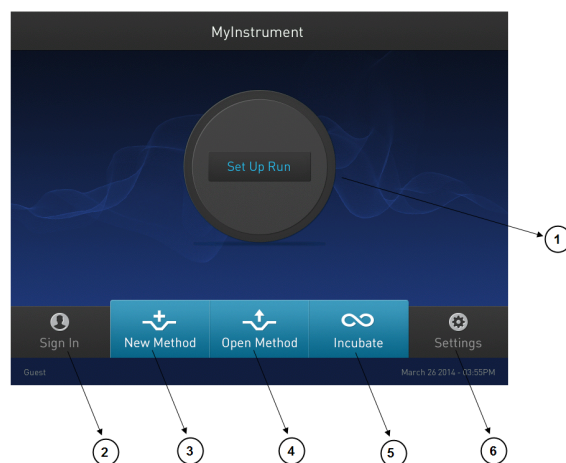 MyInstrument
Set Up Run
1
Sign In
New Method
Open Method
Incubate
Settings
Guest
March 26 2014 - 03:55PM
2
3
4
5
6